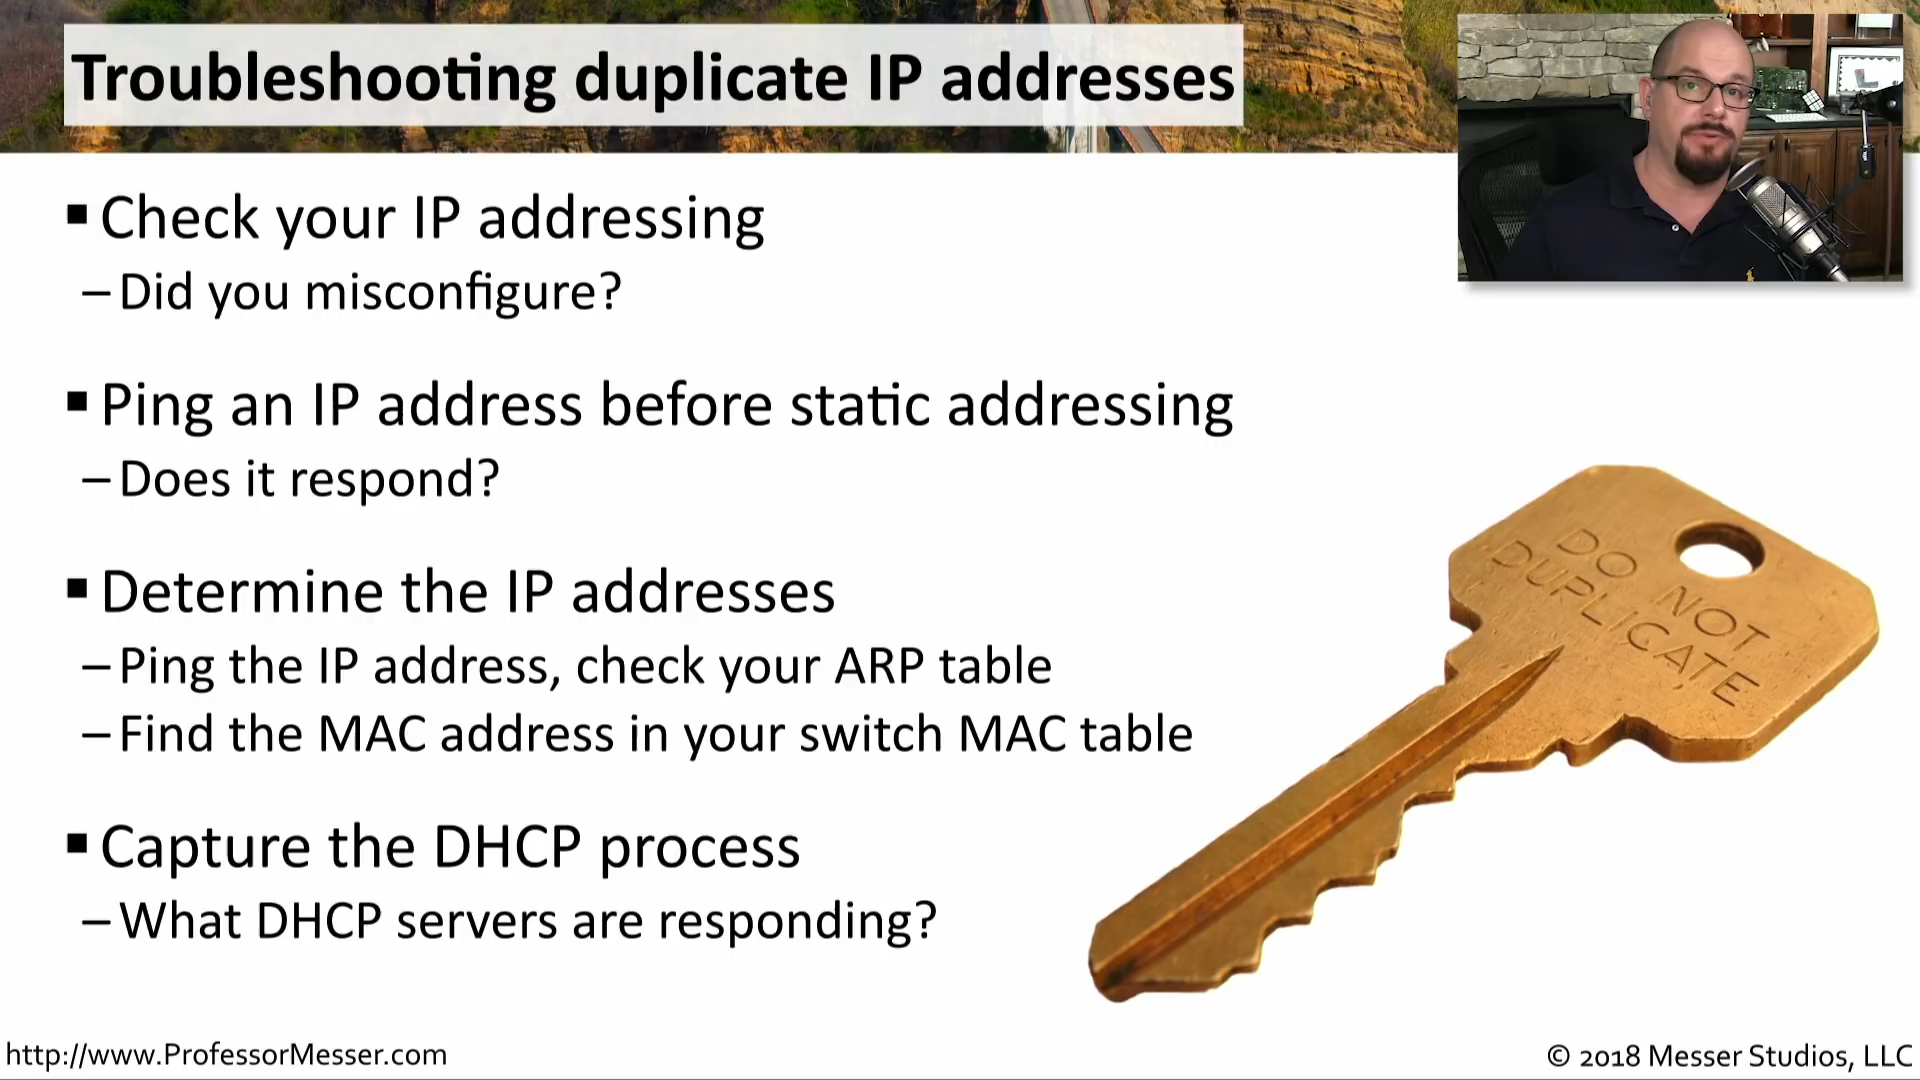 Troubleshooting duplicate IP addresses
▪ Check your IP addressing
– Did you misconfigure?
▪ Ping an IP address before static addressing
– Does it respond?
▪ Determine the IP addresses
– Ping the IP address, check your ARP table
– Find the MAC address in your switch MAC table
▪ Capture the DHCP process
– What DHCP servers are responding?
DO NOT
DUPLICATE
http://www.ProfessorMesser.com
© 2018 Messer Studios, LLC